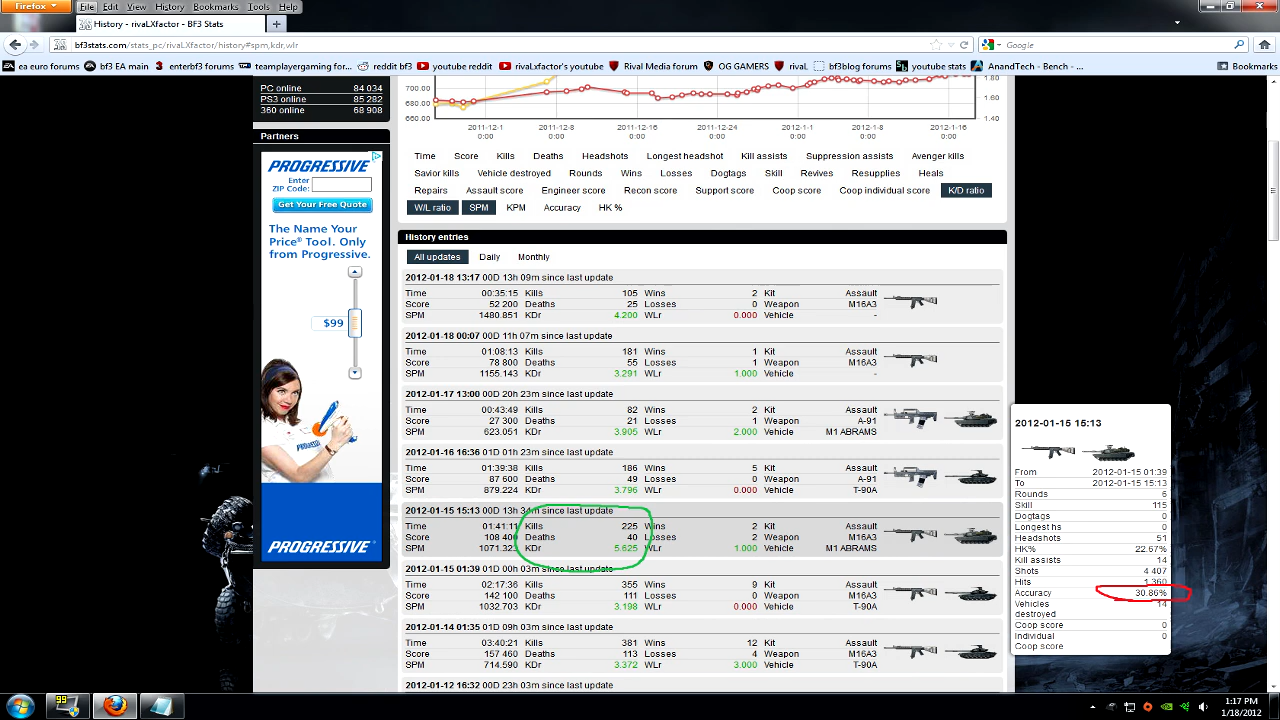 Firefox
File Edit View History Bookmarks Tools Help
History - rivaLXfactor - BF3 Stats
bf3stats.com/stats_pc/rivaLXfactor/history#spm,kdr,wlr
Google
ea euro forums bf3 EA main enterbf3 forums teamplayergaming forum... reddit bf3 youtube reddit rivaLxfactor's youtube Rival Media forum OG GAMERS rivaL bf3blog forums youtube stats AnandTech - Bench - ... Bookmarks
PC online 84 034
PS3 online 85 282
360 online 68 908
Partners
PROGRESSIVE
Enter
ZIP Code:
Get Your Free Quote
The Name Your
Price® Tool. Only
from Progressive.
$99
PROGRESSIVE
PROGRESSIVE
700.00 1.80
680.00 1.60
660.00 1.40
2011-12-1 2011-12-8 2011-12-16 2011-12-24 2012-1-1 2012-1-8 2012-1-16
0:00 0:00 0:00 0:00 0:00 0:00 0:00
Time Score Kills Deaths Headshots Longest headshot Kill assists Suppression assists Avenger kills
Savior kills Vehicle destroyed Rounds Wins Losses Dogtags Skill Revives Resupplies Heals
Repairs Assault score Engineer score Recon score Support score Coop score Coop individual score K/D ratio
W/L ratio SPM KPM Accuracy HK %
History entries
All updates Daily Monthly
2012-01-18 13:17 00D 13h 09m since last update
Time 00:35:15 Kills 105 Wins 2 Kit Assault
Score 52 200 Deaths 25 Losses 0 Weapon M16A3
SPM 1480.851 KDr 4.200 WLr 0.000 Vehicle -
2012-01-18 00:07 00D 11h 07m since last update
Time 01:08:13 Kills 181 Wins 1 Kit Assault
Score 78 800 Deaths 55 Losses 1 Weapon M16A3
SPM 1155.143 KDr 3.291 WLr 1.000 Vehicle -
2012-01-17 13:00 00D 20h 23m since last update
Time 00:43:49 Kills 82 Wins 2 Kit Assault
Score 27 300 Deaths 21 Losses 1 Weapon A-91
SPM 623.051 KDr 3.905 WLr 2.000 Vehicle M1 ABRAMS
2012-01-16 16:36 01D 01h 23m since last update
Time 01:39:38 Kills 186 Wins 5 Kit Assault
Score 87 600 Deaths 49 Losses 0 Weapon A-91
SPM 879.224 KDr 3.796 WLr 0.000 Vehicle T-90A
2012-01-15 15:13 00D 13h 34m since last update
Time 01:41:11 Kills 225 Wins 2 Kit Assault
Score 108 400 Deaths 40 Losses 2 Weapon M16A3
SPM 1071.323 KDr 5.625 WLr 1.000 Vehicle M1 ABRAMS
2012-01-15 01:39 01D 00h 03m since last update
Time 02:17:36 Kills 355 Wins 9 Kit Assault
Score 142 100 Deaths 111 Losses 0 Weapon M16A3
SPM 1032.703 KDr 3.198 WLr 0.000 Vehicle T-90A
2012-01-14 01:35 01D 09h 03m since last update
Time 03:40:21 Kills 381 Wins 12 Kit Assault
Score 157 460 Deaths 113 Losses 4 Weapon M16A3
SPM 714.590 KDr 3.372 WLr 3.000 Vehicle T-90A
2012-01-12 16:32 00D 23h 03m since last update
2012-01-15 15:13
From 2012-01-15 01:39
To 2012-01-15 15:13
Rounds 6
Skill 115
Dogtags 0
Longest hs 0
Headshots 51
HK% 22.67%
Kill assists 14
Shots 4 407
Hits 1 360
Accuracy 30.86%
Vehicles 14
destroyed
Coop score 0
Individual 0
Coop score
99
1:17 PM
1/18/2012